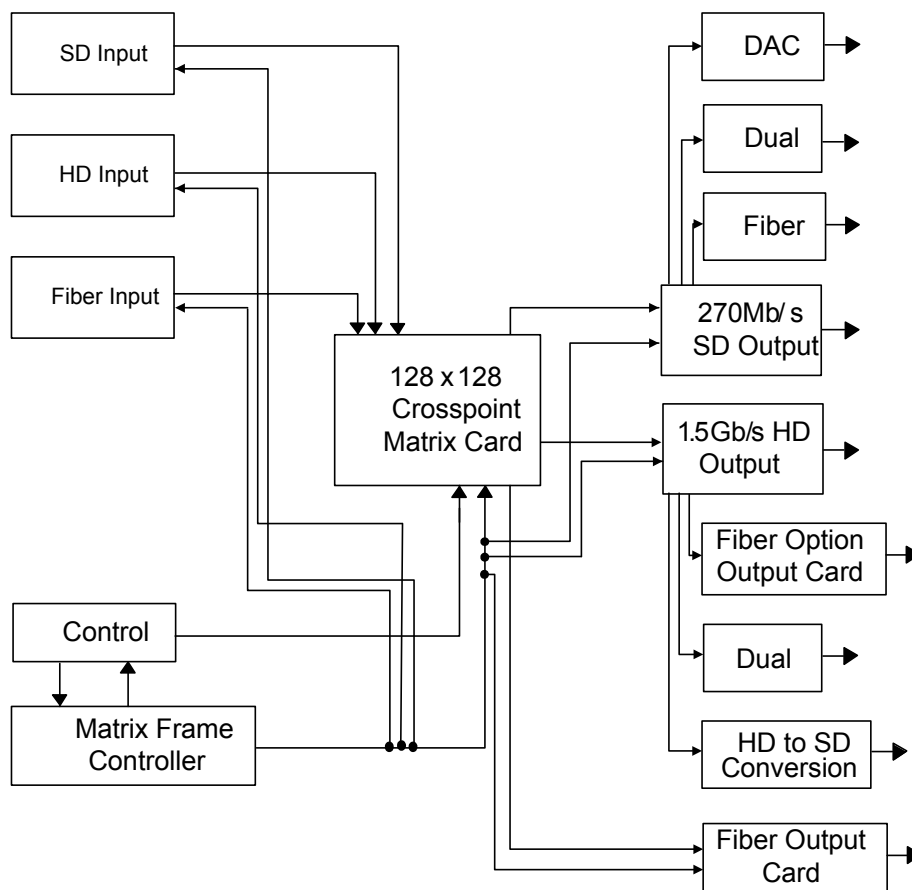 SD Input
HD Input
Fiber Input
Control
Matrix Frame
Controller
128 x 128
Crosspoint
Matrix Card
DAC
Dual
Fiber
270Mb/ s
SD Output
1.5Gb/s HD
Output
Fiber Option
Output Card
Dual
HD to SD
Conversion
Fiber Output
Card